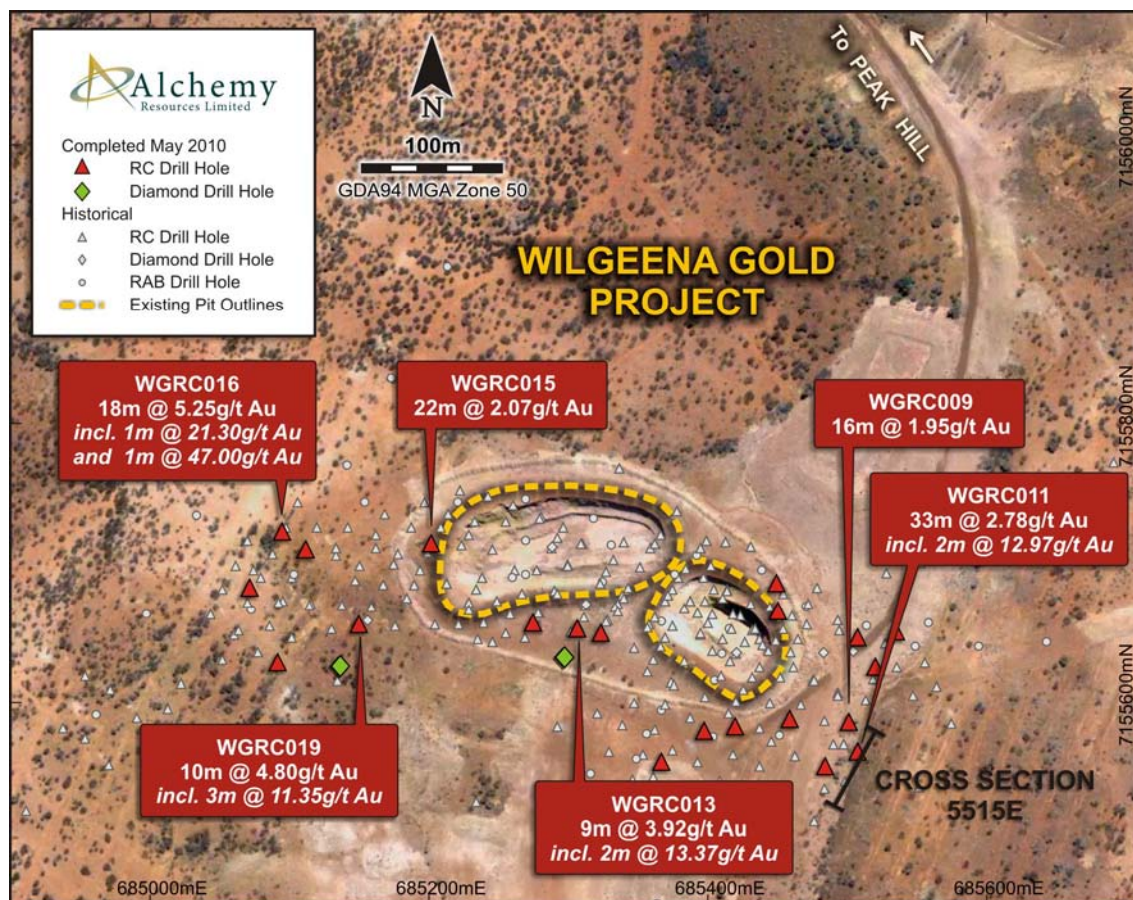 Alchemy
Resources Limited
Completed May 2010
RC Drill Hole
Diamond Drill Hole
Historical
RC Drill Hole
Diamond Drill Hole
RAB Drill Hole
Existing Pit Outlines
N
100m
GDA94 MGA Zone 50
To PEAK HILL
7156000mN
WILGEENA GOLD
PROJECT
WGRC016
18m @ 5.25g/t Au
incl. 1m @ 21.30g/t Au
and 1m @ 47.00g/t Au
WGRC015
22m @ 2.07g/t Au
WGRC009
16m @ 1.95g/t Au
7155800mN
WGRC011
33m @ 2.78g/t Au
incl. 2m @ 12.97g/t Au
7155600mN
WGRC019
10m @ 4.80g/t Au
incl. 3m @ 11.35g/t Au
WGRC013
9m @ 3.92g/t Au
incl. 2m @ 13.37g/t Au
CROSS SECTION
5515E
685000mE
685200mE
685400mE
685600mE